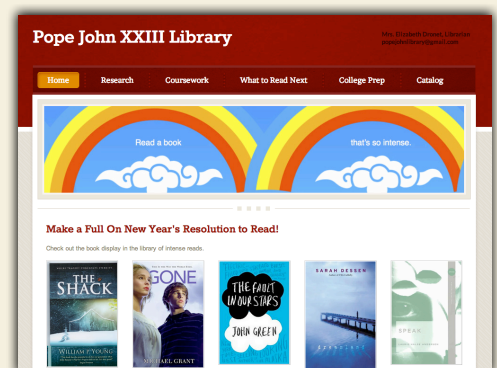 Pope John XXIII Library
Mrs. Elizabeth Dronet, Librarian
popejohnlibrary@gmail.com
Home Research Coursework What to Read Next College Prep Catalog
Read a book that's so intense.
Make a Full On New Year's Resolution to Read!
Check out the book display in the library of intense reads.
THE
SHACK
WILLIAM P. YOUNG
GONE
MICHAEL GRANT
THE FAULT
IN OUR STARS
JOHN GREEN
SARAH DESSEN
dreamland
SPEAK